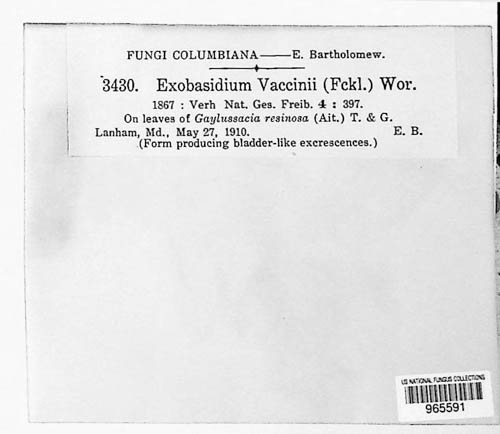 FUNGI COLUMBIANA——E. Bartholomew.
3430. Exobasidium Vaccinii (Fckl.) Wor.
1867 : Verh Nat. Ges. Freib. 4 : 397.
On leaves of Gaylussacia resinosa (Ait.) T. & G.
Lanham, Md., May 27, 1910. E. B.
(Form producing bladder-like excrescences.)
US NATIONAL FUNGUS COLLECTIONS
965591